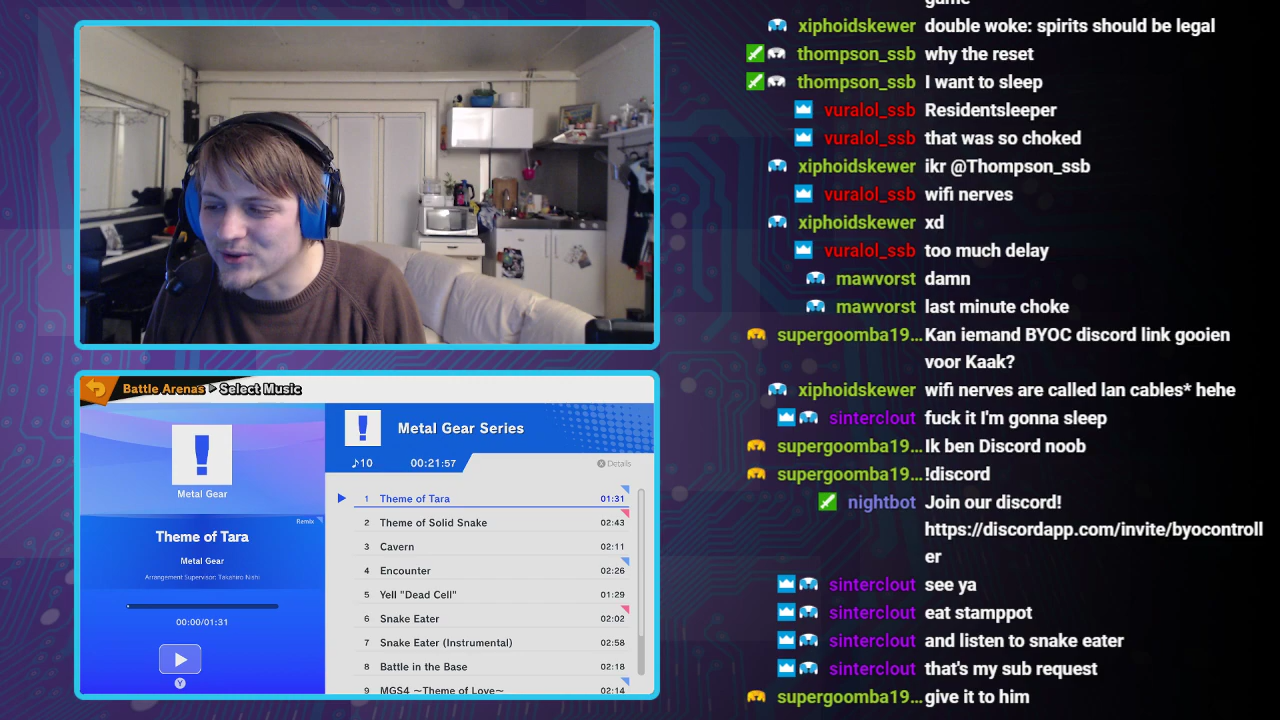 game
xiphoidskewer double woke: spirits should be legal
thompson_ssb why the reset
thompson_ssb I want to sleep
vuralol_ssb Residentsleeper
vuralol_ssb that was so choked
xiphoidskewer ikr @Thompson_ssb
vuralol_ssb wifi nerves
xiphoidskewer xd
vuralol_ssb too much delay
mawvorst damn
mawvorst last minute choke
supergoomba19... Kan iemand BYOC discord link gooien
voor Kaak?
xiphoidskewer wifi nerves are called lan cables* hehe
sinterclout fuck it I'm gonna sleep
supergoomba19... Ik ben Discord noob
supergoomba19... !discord
nightbot Join our discord!
https://discordapp.com/invite/byocontroll
er
sinterclout see ya
sinterclout eat stamppot
sinterclout and listen to snake eater
sinterclout that's my sub request
supergoomba19... give it to him
Battle Arenas > Select Music
! Metal Gear Series
♪10 00:21:57 X Details
!
Metal Gear
Remix
Theme of Tara
Metal Gear
Arrangement Supervisor: Takahiro Nishi
00:00/01:31
Y
1 Theme of Tara 01:31
2 Theme of Solid Snake 02:43
3 Cavern 02:11
4 Encounter 02:26
5 Yell "Dead Cell" 01:29
6 Snake Eater 02:02
7 Snake Eater (Instrumental) 02:58
8 Battle in the Base 02:18
9 MGS4 ~Theme of Love~ 02:14